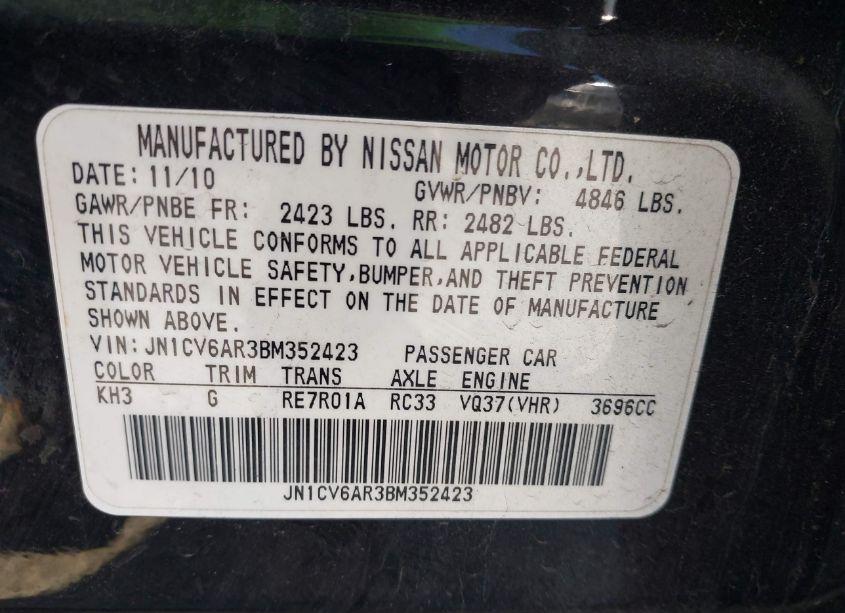 MANUFACTURED BY NISSAN MOTOR CO.,LTD.
DATE: 11/10 GVWR/PNBV: 4846 LBS.
GAWR/PNBE FR: 2423 LBS. RR: 2482 LBS.
THIS VEHICLE CONFORMS TO ALL APPLICABLE FEDERAL
MOTOR VEHICLE SAFETY,BUMPER,AND THEFT PREVENTION
STANDARDS IN EFFECT ON THE DATE OF MANUFACTURE
SHOWN ABOVE.
VIN:JN1CV6AR3BM352423 PASSENGER CAR
COLOR TRIM TRANS AXLE ENGINE
KH3 G RE7R01A RC33 VQ37(VHR) 3696CC
JN1CV6AR3BM352423